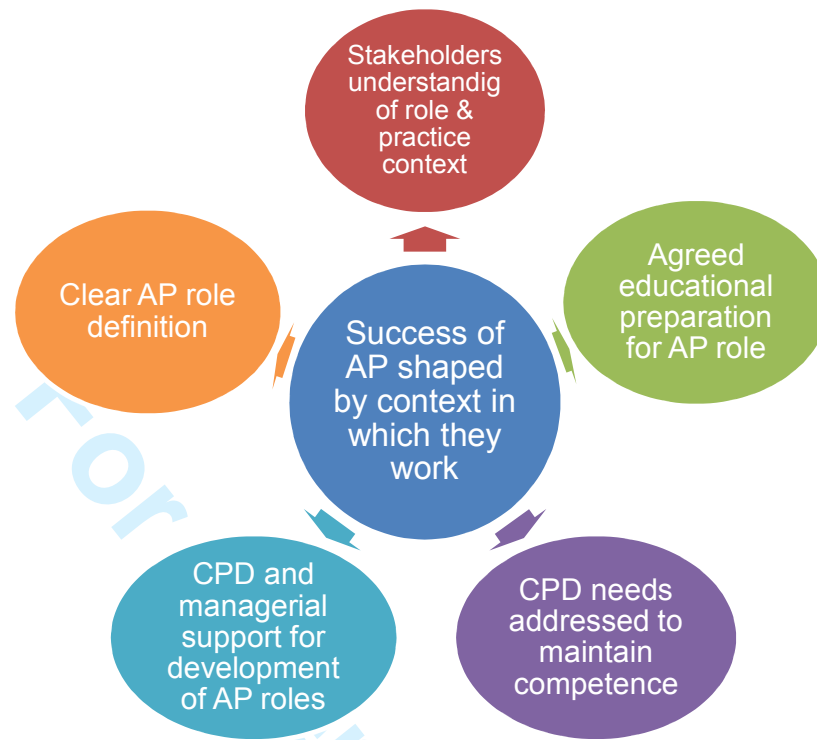 Stakeholders
understandig
of role &
practice
context
Agreed
educational
preparation
for AP role
Clear AP role
definition
Success of
AP shaped
by context in
which they
work
CPD and
managerial
support for
development
of AP roles
CPD needs
addressed to
maintain
competence
For